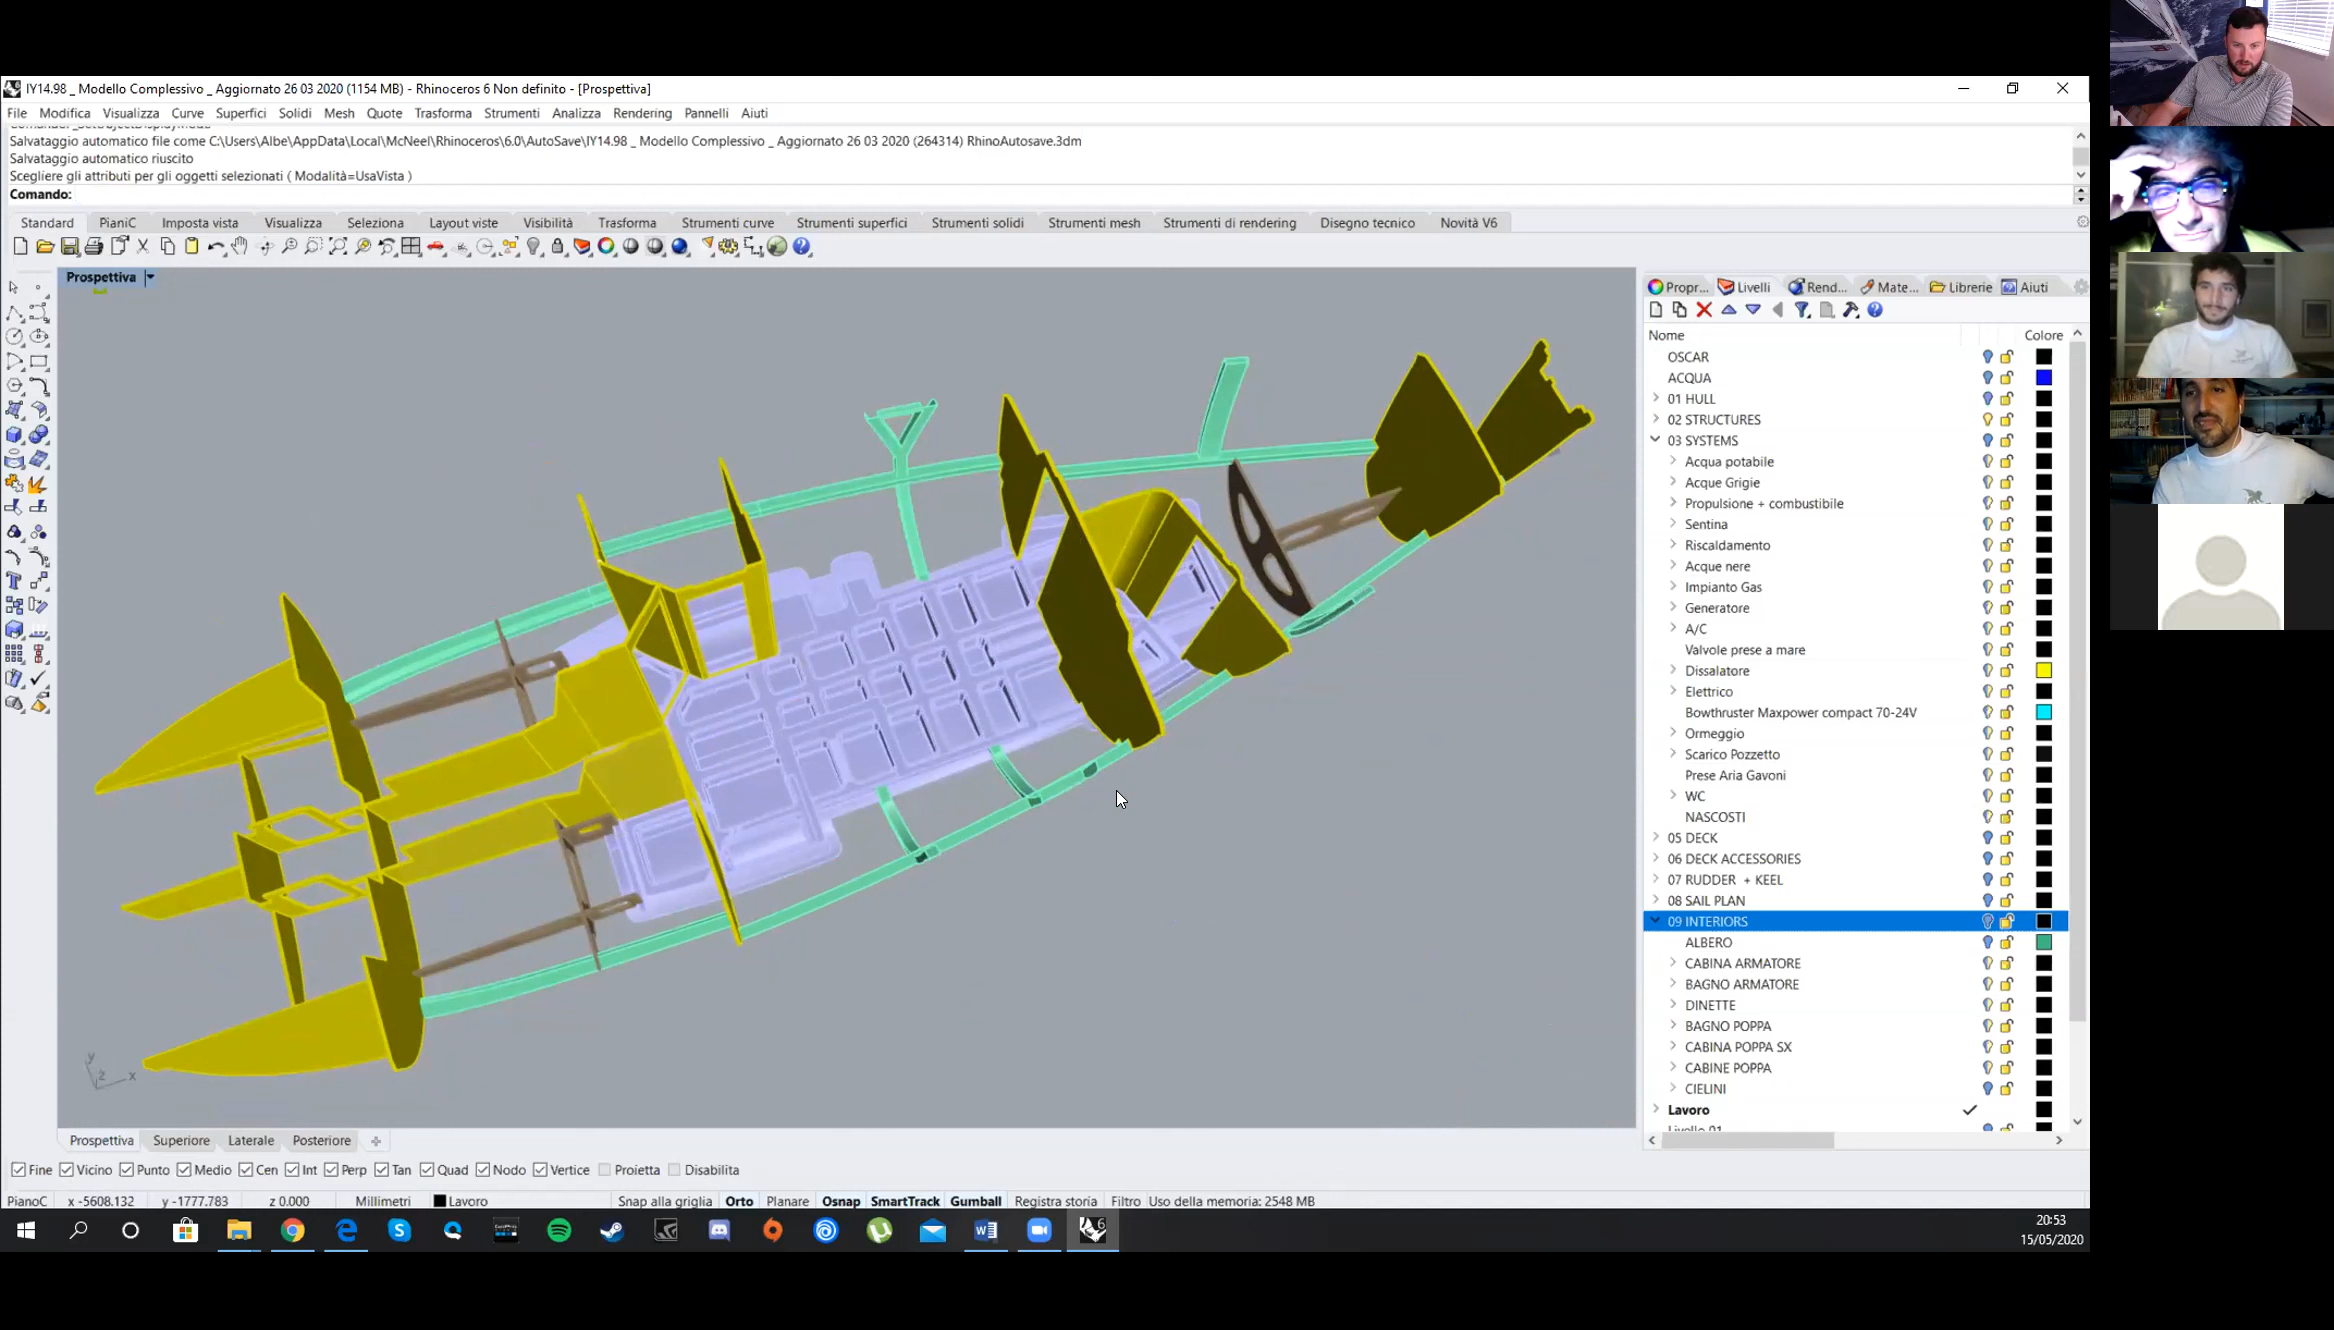 IY14.98 _ Modello Complessivo _ Aggiornato 26 03 2020 (1154 MB) - Rhinoceros 6 Non definito - [Prospettiva]
File Modifica Visualizza Curve Superfici Solidi Mesh Quote Trasforma Strumenti Analizza Rendering Pannelli Aiuti
Salvataggio automatico file come C:\Users\Albe\AppData\Local\McNeel\Rhinoceros\6.0\AutoSave\IY14.98 _ Modello Complessivo _ Aggiornato 26 03 2020 (264314) RhinoAutosave.3dm
Salvataggio automatico riuscito
Scegliere gli attributi per gli oggetti selezionati ( Modalità=UsaVista )
Comando:
Standard PianiC Imposta vista Visualizza Seleziona Layout viste Visibilità Trasforma Strumenti curve Strumenti superfici Strumenti solidi Strumenti mesh Strumenti di rendering Disegno tecnico Novità V6
Prospettiva
Propr... Livelli Rend... Mate... Librerie Aiuti
Nome Colore
OSCAR
ACQUA
01 HULL
02 STRUCTURES
03 SYSTEMS
Acqua potabile
Acque Grigie
Propulsione + combustibile
Sentina
Riscaldamento
Acque nere
Impianto Gas
Generatore
A/C
Valvole prese a mare
Dissalatore
Elettrico
Bowthruster Maxpower compact 70-24V
Ormeggio
Scarico Pozzetto
Prese Aria Gavoni
WC
NASCOSTI
05 DECK
06 DECK ACCESSORIES
07 RUDDER + KEEL
08 SAIL PLAN
09 INTERIORS
ALBERO
CABINA ARMATORE
BAGNO ARMATORE
DINETTE
BAGNO POPPA
CABINA POPPA SX
CABINE POPPA
CIELINI
Lavoro
Livello 01
y
z x
Prospettiva Superiore Laterale Posteriore
Fine Vicino Punto Medio Cen Int Perp Tan Quad Nodo Vertice Proietta Disabilita
PianoC x -5608.132 y -1777.783 z 0.000 Millimetri Lavoro Snap alla griglia Orto Planare Osnap SmartTrack Gumball Registra storia Filtro Uso della memoria: 2548 MB
20:53
15/05/2020